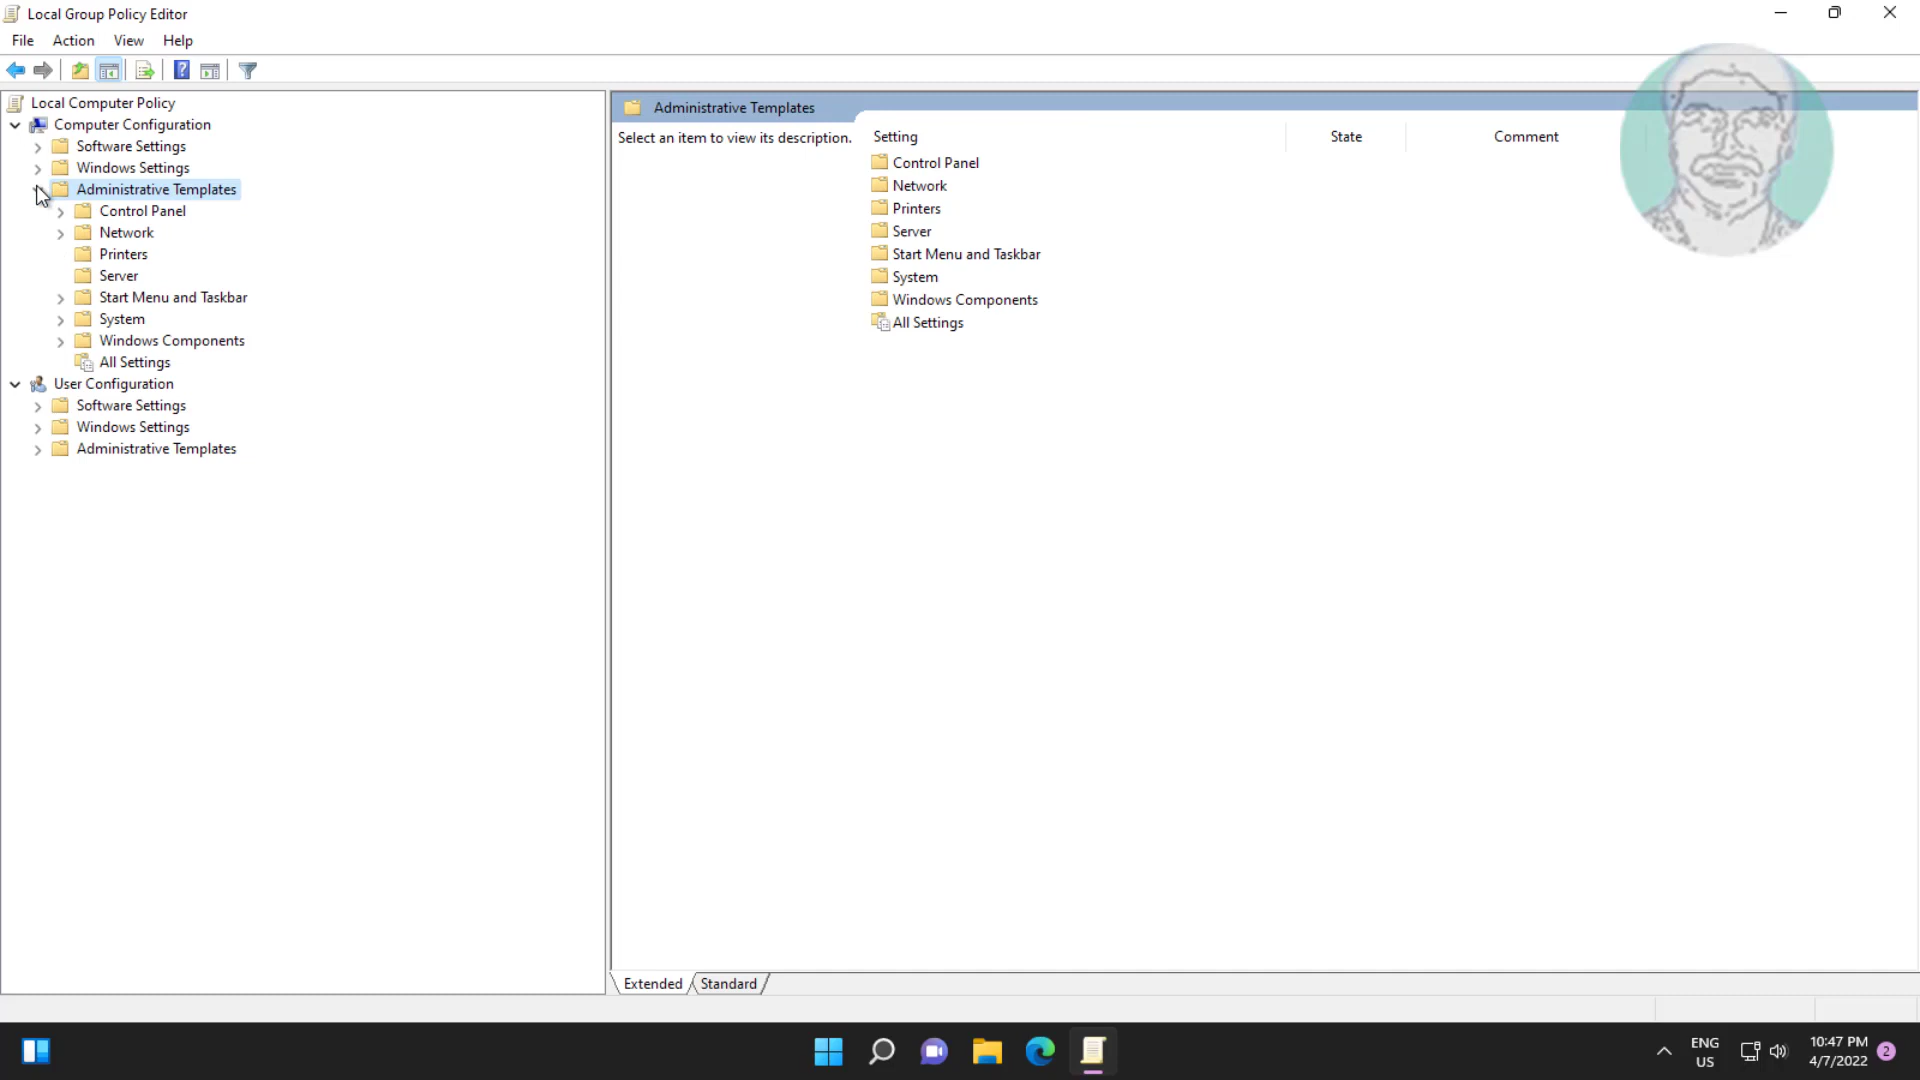 Local Group Policy Editor
File Action View Help
Local Computer Policy
Computer Configuration
Software Settings
Windows Settings
Administrative Templates
Control Panel
Network
Printers
Server
Start Menu and Taskbar
System
Windows Components
All Settings
User Configuration
Software Settings
Windows Settings
Administrative Templates
Administrative Templates
Select an item to view its description.
Setting State Comment
Control Panel
Network
Printers
Server
Start Menu and Taskbar
System
Windows Components
All Settings
Extended Standard
ENG
US
10:47 PM
4/7/2022
2